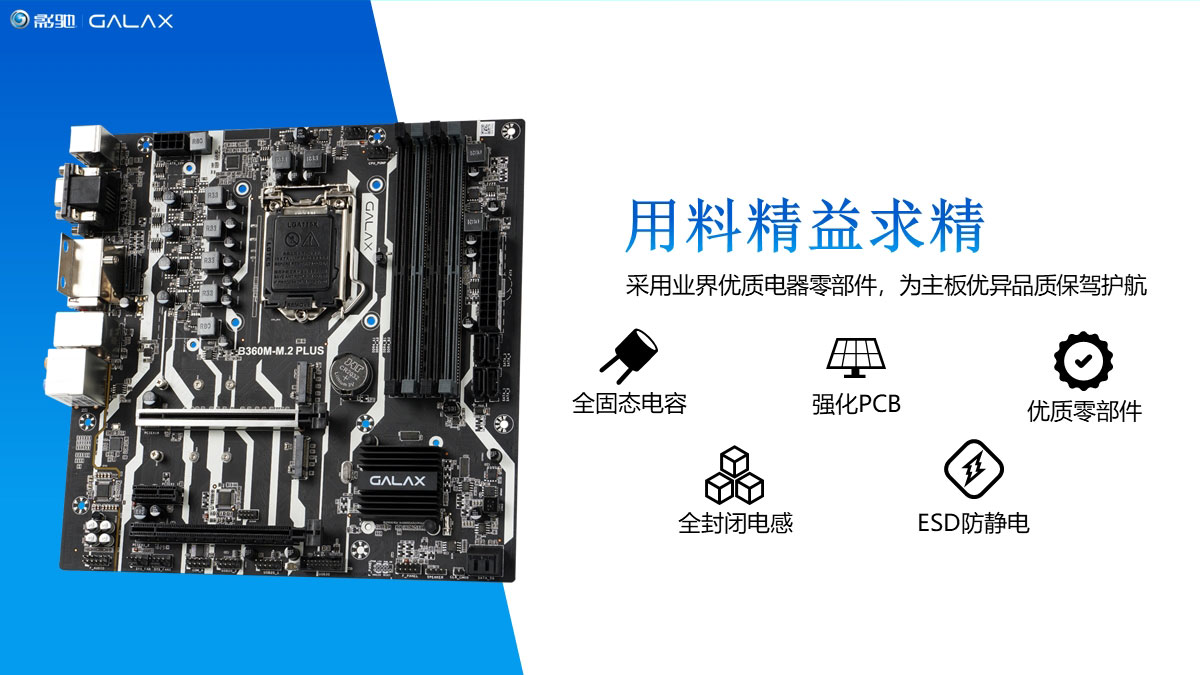 影驰 | GALAX
用料精益求精
采用业界优质电器零部件，为主板优异品质保驾护航
全固态电容
强化PCB
优质零部件
全封闭电感
ESD防静电
GALAX
B360M-M.2 PLUS
GALAX